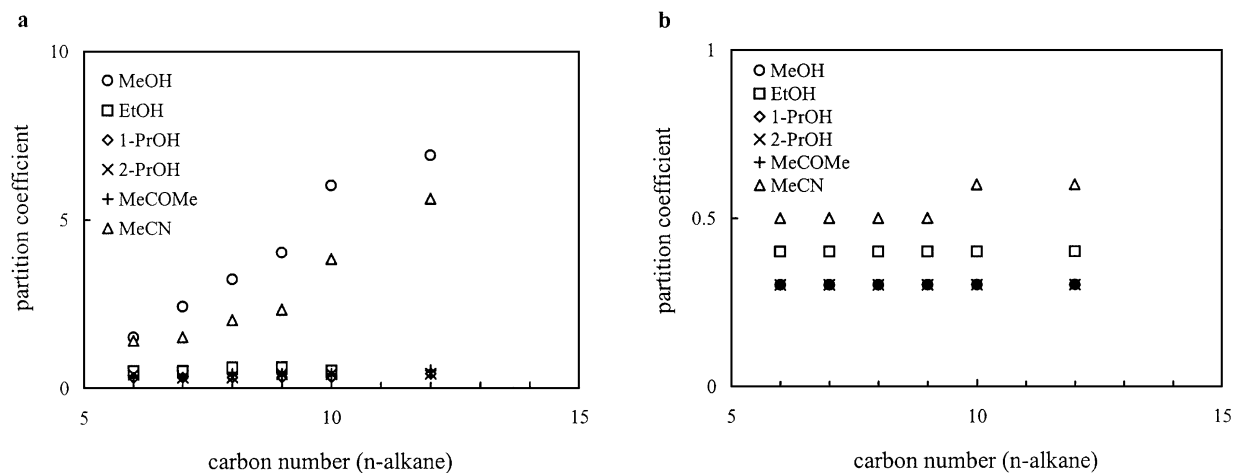 a
partition coefficient
10
5
0
MeOH
EtOH
1-PrOH
2-PrOH
MeCOMe
MeCN
5
10
15
carbon number (n-alkane)
b
partition coefficient
1
0.5
0
MeOH
EtOH
1-PrOH
2-PrOH
MeCOMe
MeCN
5
10
15
carbon number (n-alkane)